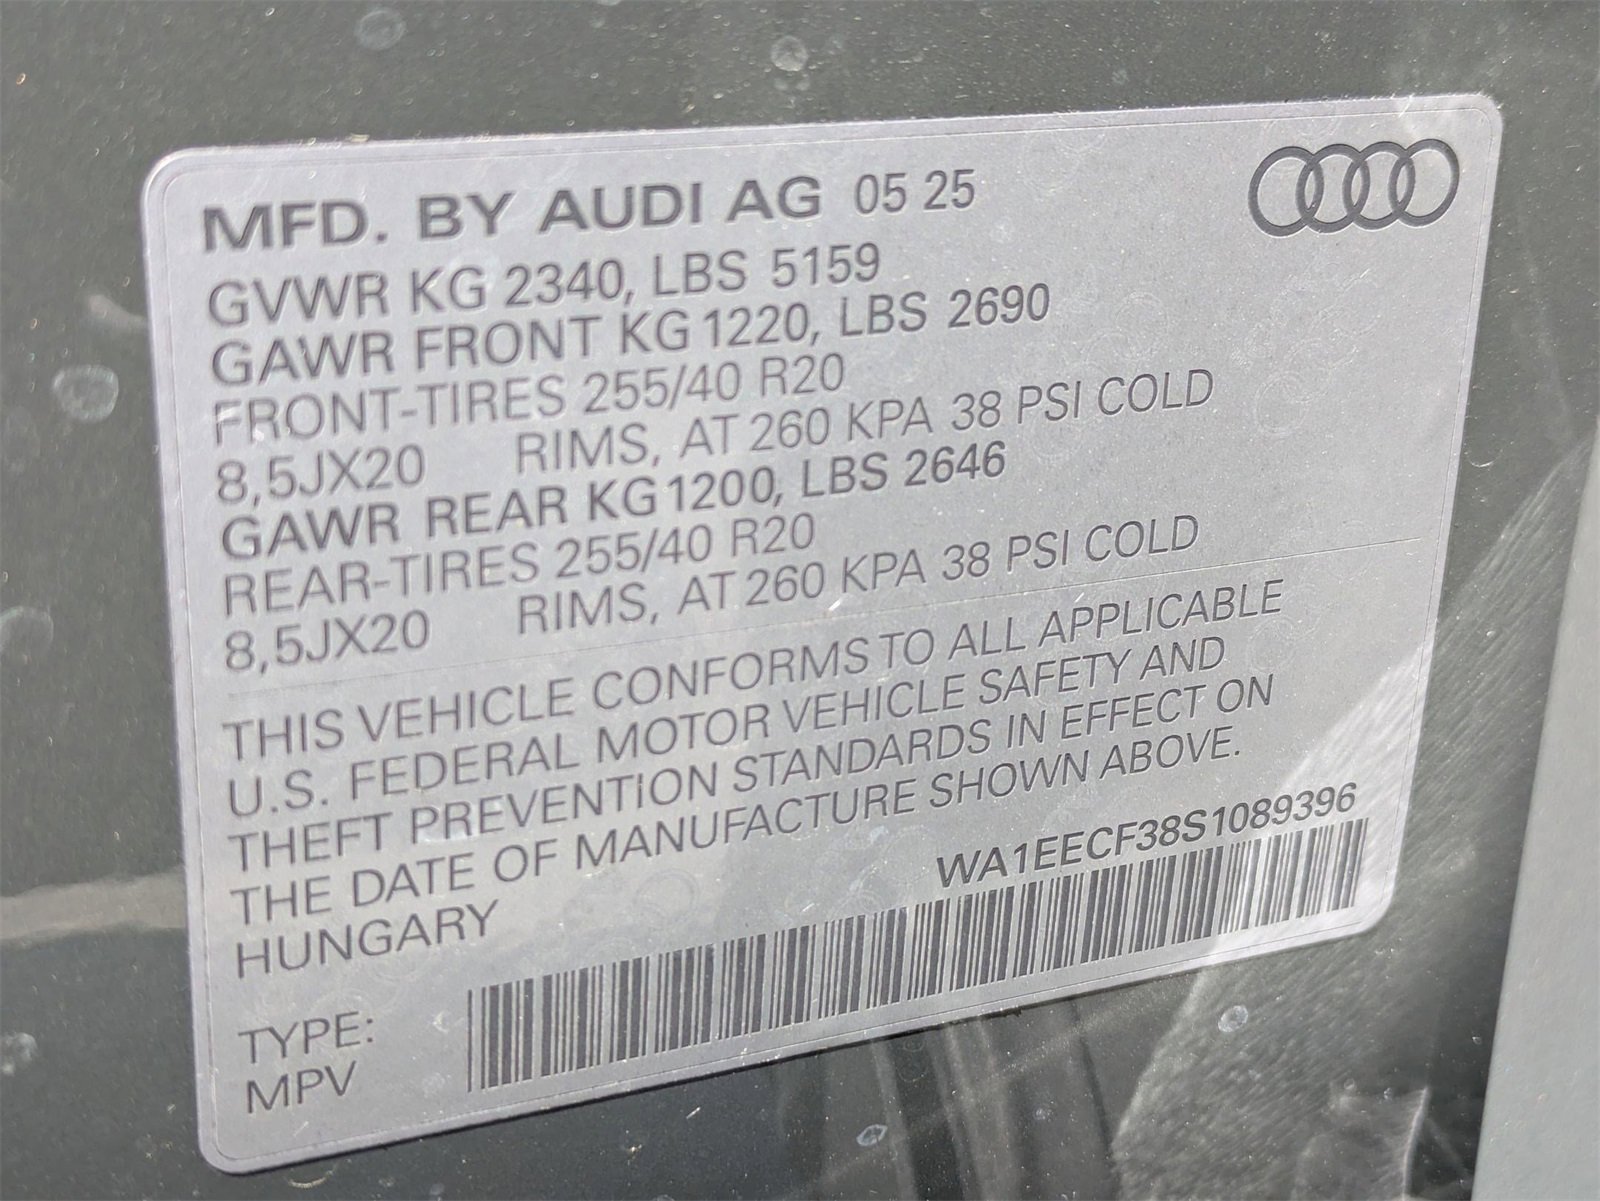 MFD. BY AUDI AG 05 25
GVWR KG 2340, LBS 5159
GAWR FRONT KG 1220, LBS 2690
FRONT-TIRES 255/40 R20
8,5JX20 RIMS, AT 260 KPA 38 PSI COLD
GAWR REAR KG 1200, LBS 2646
REAR-TIRES 255/40 R20
8,5JX20 RIMS, AT 260 KPA 38 PSI COLD
THIS VEHICLE CONFORMS TO ALL APPLICABLE
U.S. FEDERAL MOTOR VEHICLE SAFETY AND
THEFT PREVENTION STANDARDS IN EFFECT ON
THE DATE OF MANUFACTURE SHOWN ABOVE.
HUNGARY
WA1EECF38S1089396
TYPE:
MPV